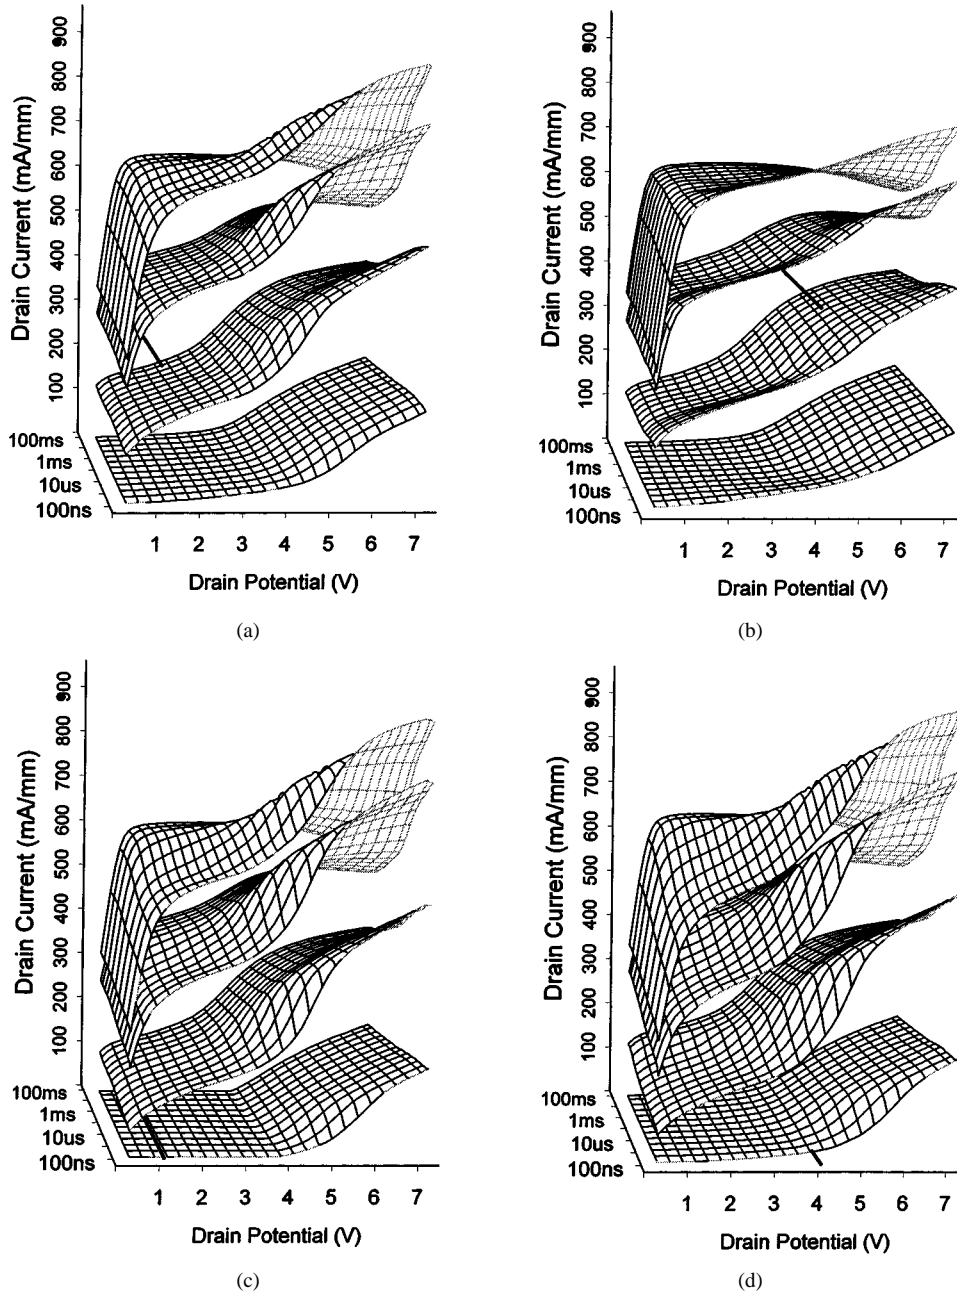 900
800
700
600
500
400
300
200
100
Drain Current (mA/mm)
100ms
1ms
10us
100ns
1 2 3 4 5 6 7
Drain Potential (V)
(a)
900
800
700
600
500
400
300
200
100
Drain Current (mA/mm)
100ms
1ms
10us
100ns
1 2 3 4 5 6 7
Drain Potential (V)
(b)
900
800
700
600
500
400
300
200
100
Drain Current (mA/mm)
100ms
1ms
10us
100ns
1 2 3 4 5 6 7
Drain Potential (V)
(c)
900
800
700
600
500
400
300
200
100
Drain Current (mA/mm)
100ms
1ms
10us
100ns
1 2 3 4 5 6 7
Drain Potential (V)
(d)